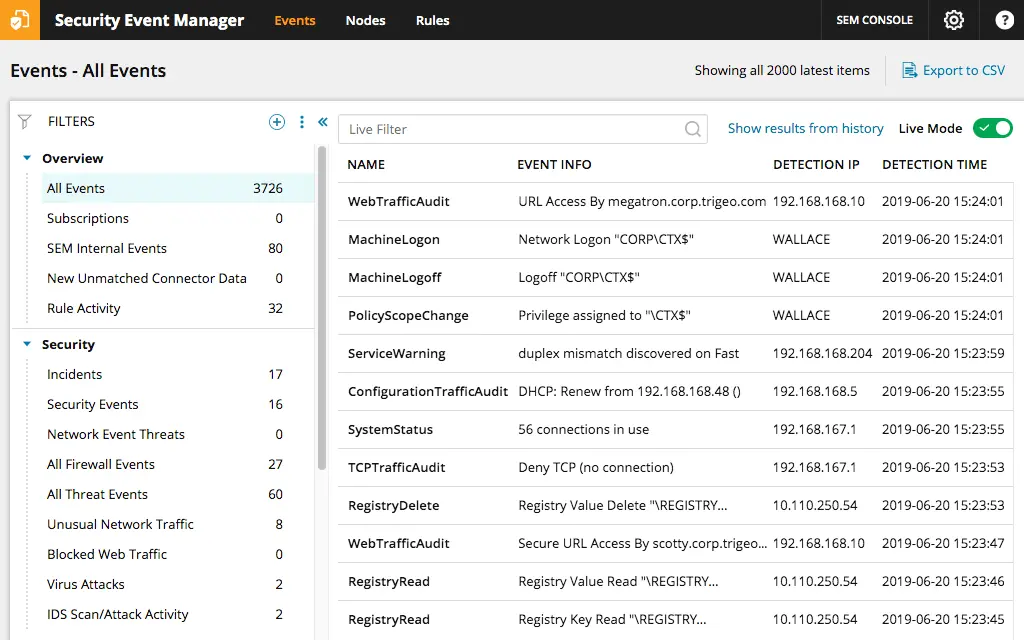 Security Event Manager Events Nodes Rules SEM CONSOLE ?
Events - All Events Showing all 2000 latest items Export to CSV
FILTERS
Overview
All Events 3726
Subscriptions 0
SEM Internal Events 80
New Unmatched Connector Data 0
Rule Activity 32
Security
Incidents 17
Security Events 16
Network Event Threats 0
All Firewall Events 27
All Threat Events 60
Unusual Network Traffic 8
Blocked Web Traffic 0
Virus Attacks 2
IDS Scan/Attack Activity 2
Live Filter Show results from history Live Mode
NAME EVENT INFO DETECTION IP DETECTION TIME
WebTrafficAudit URL Access By megatron.corp.trigeo.com 192.168.168.10 2019-06-20 15:24:01
MachineLogon Network Logon "CORP\CTX$" WALLACE 2019-06-20 15:24:01
MachineLogoff Logoff "CORP\CTX$" WALLACE 2019-06-20 15:24:01
PolicyScopeChange Privilege assigned to "\CTX$" WALLACE 2019-06-20 15:24:01
ServiceWarning duplex mismatch discovered on Fast 192.168.168.204 2019-06-20 15:23:59
ConfigurationTrafficAudit DHCP: Renew from 192.168.168.48 () 192.168.168.5 2019-06-20 15:23:55
SystemStatus 56 connections in use 192.168.167.1 2019-06-20 15:23:55
TCPTrafficAudit Deny TCP (no connection) 192.168.167.1 2019-06-20 15:23:53
RegistryDelete Registry Value Delete "\REGISTRY... 10.110.250.54 2019-06-20 15:23:53
WebTrafficAudit Secure URL Access By scotty.corp.trigeo... 192.168.168.10 2019-06-20 15:23:47
RegistryRead Registry Value Read "\REGISTRY... 10.110.250.54 2019-06-20 15:23:46
RegistryRead Registry Key Read "\REGISTRY... 10.110.250.54 2019-06-20 15:23:45